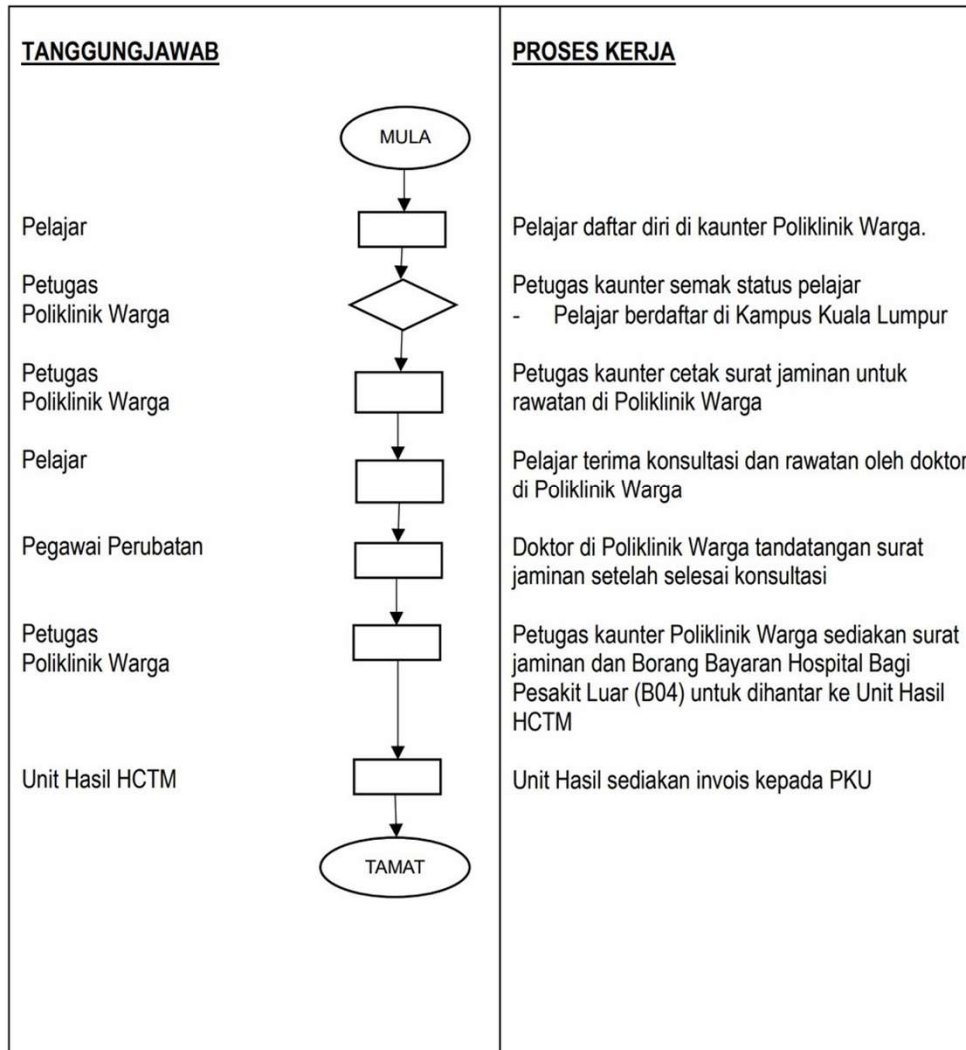 TANGGUNGJAWAB
PROSES KERJA
MULA
Pelajar
Pelajar daftar diri di kaunter Poliklinik Warga.
Petugas
Poliklinik Warga
Petugas kaunter semak status pelajar
- Pelajar berdaftar di Kampus Kuala Lumpur
Petugas
Poliklinik Warga
Petugas kaunter cetak surat jaminan untuk
rawatan di Poliklinik Warga
Pelajar
Pelajar terima konsultasi dan rawatan oleh doktor
di Poliklinik Warga
Pegawai Perubatan
Doktor di Poliklinik Warga tandatangan surat
jaminan setelah selesai konsultasi
Petugas
Poliklinik Warga
Petugas kaunter Poliklinik Warga sediakan surat
jaminan dan Borang Bayaran Hospital Bagi
Pesakit Luar (B04) untuk dihantar ke Unit Hasil
HCTM
Unit Hasil HCTM
Unit Hasil sediakan invois kepada PKU
TAMAT